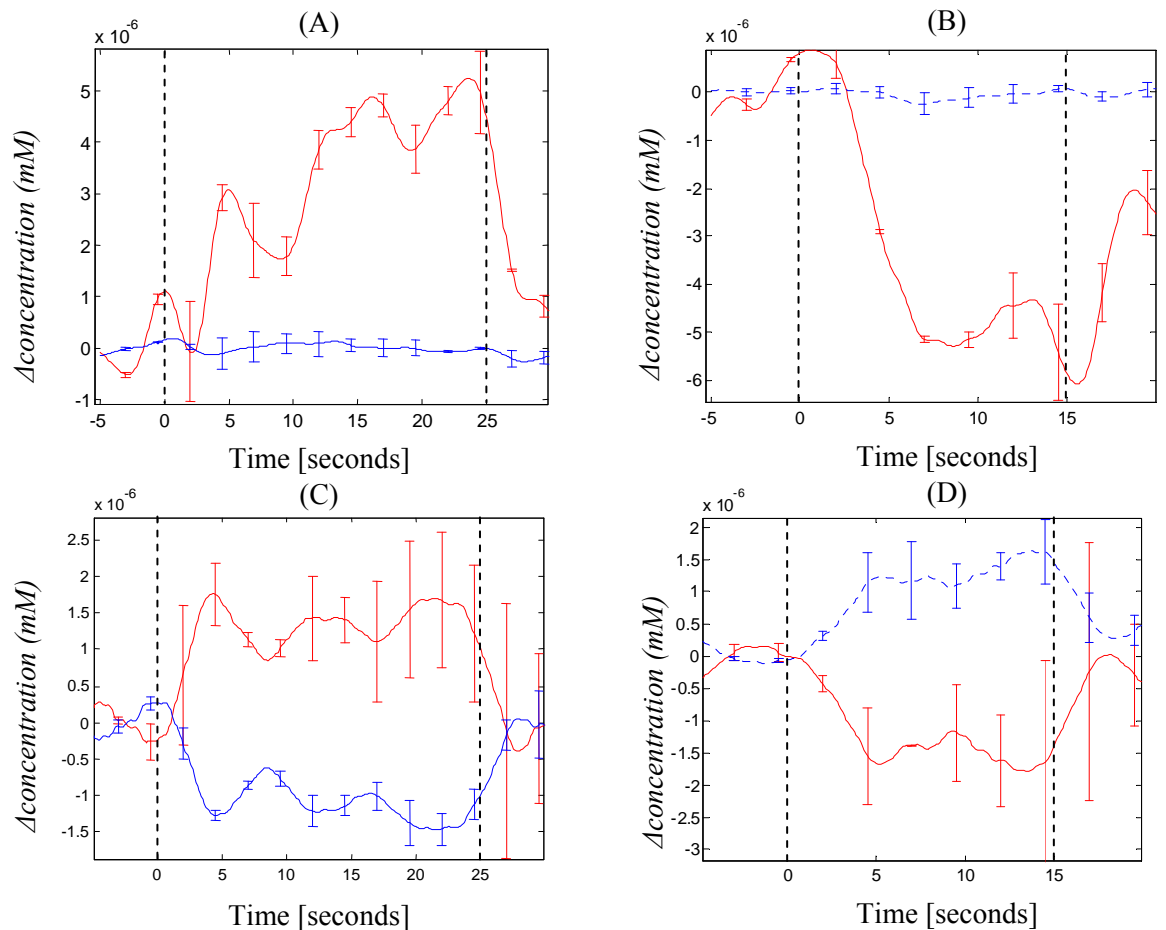 (A)
x 10-6
5
4
3
2
1
0
-1
Δconcentration (mM)
-5 0 5 10 15 20 25
Time [seconds]
(B)
x 10-6
0
-1
-2
-3
-4
-5
-6
Δconcentration (mM)
-5 0 5 10 15
Time [seconds]
(C)
x 10-6
2.5
2
1.5
1
0.5
0
-0.5
-1
-1.5
Δconcentration (mM)
0 5 10 15 20 25
Time [seconds]
(D)
x 10-6
2
1.5
1
0.5
0
-0.5
-1
-1.5
-2
-2.5
-3
Δconcentration (mM)
0 5 10 15
Time [seconds]